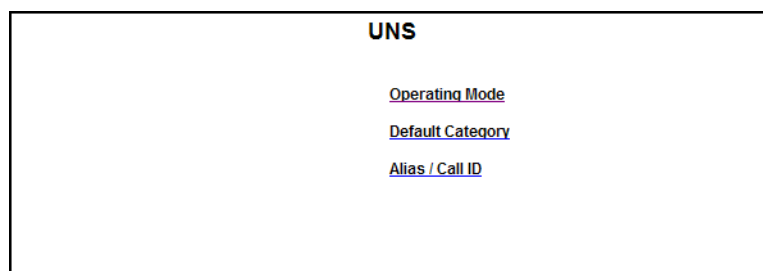 UNS
Operating Mode
Default Category
Alias / Call ID